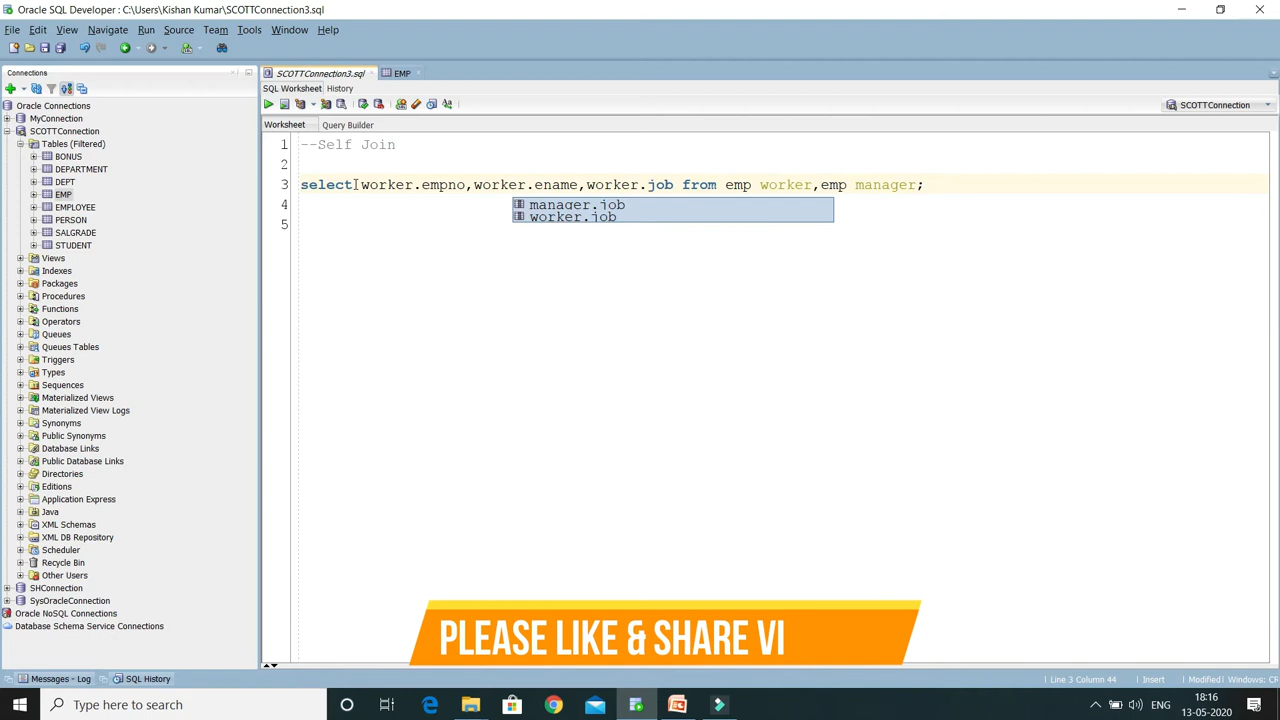 Oracle SQL Developer : C:\Users\Kishan Kumar\SCOTTConnection3.sql
File Edit View Navigate Run Source Team Tools Window Help
Connections
SCOTTConnection3.sql EMP
SQL Worksheet History
SCOTTConnection
Worksheet Query Builder
Oracle Connections
MyConnection
SCOTTConnection
Tables (Filtered)
BONUS
DEPARTMENT
DEPT
EMP
EMPLOYEE
PERSON
SALGRADE
STUDENT
Views
Indexes
Packages
Procedures
Functions
Operators
Queues
Queues Tables
Triggers
Types
Sequences
Materialized Views
Materialized View Logs
Synonyms
Public Synonyms
Database Links
Public Database Links
Directories
Editions
Application Express
Java
XML Schemas
XML DB Repository
Scheduler
Recycle Bin
Other Users
SHConnection
SysOracleConnection
Oracle NoSQL Connections
Database Schema Service Connections
1 --Self Join
2
3 select worker.empno,worker.ename,worker.job from emp worker,emp manager;
4
5
manager.job
worker.job
PLEASE LIKE & SHARE VI
Messages - Log SQL History
Line 3 Column 44 Insert Modified Windows: CR
Type here to search
ENG
18:16
13-05-2020